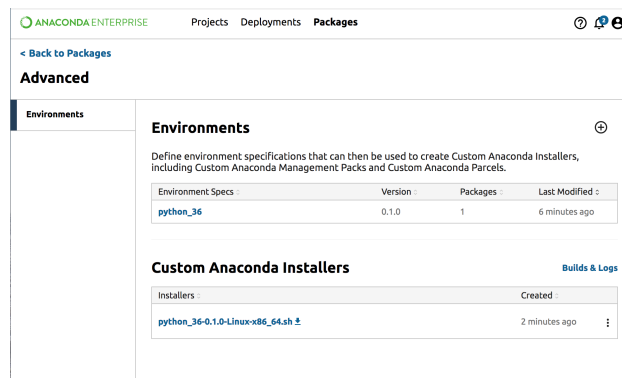 ANACONDA ENTERPRISE Projects Deployments Packages 2
< Back to Packages
Advanced
Environments
Environments
Define environment specifications that can then be used to create Custom Anaconda Installers,
including Custom Anaconda Management Packs and Custom Anaconda Parcels.
Environment Specs Version Packages Last Modified
python_36 0.1.0 1 6 minutes ago
Custom Anaconda Installers Builds & Logs
Installers Created
python_36-0.1.0-Linux-x86_64.sh 2 minutes ago